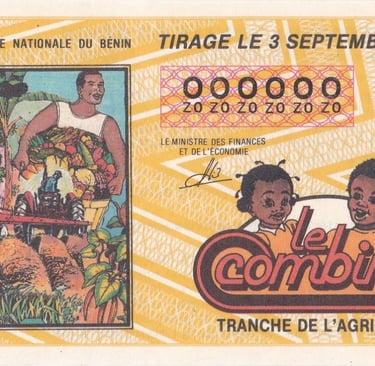 E NATIONALE DU BÉNIN
TIRAGE LE 3 SEPTEMB
000000
ZO ZO ZO ZO ZO ZO
LE MINISTRE DES FINANCES
ET DE L'ÉCONOMIE
le
combin
TRANCHE DE L'AGRI